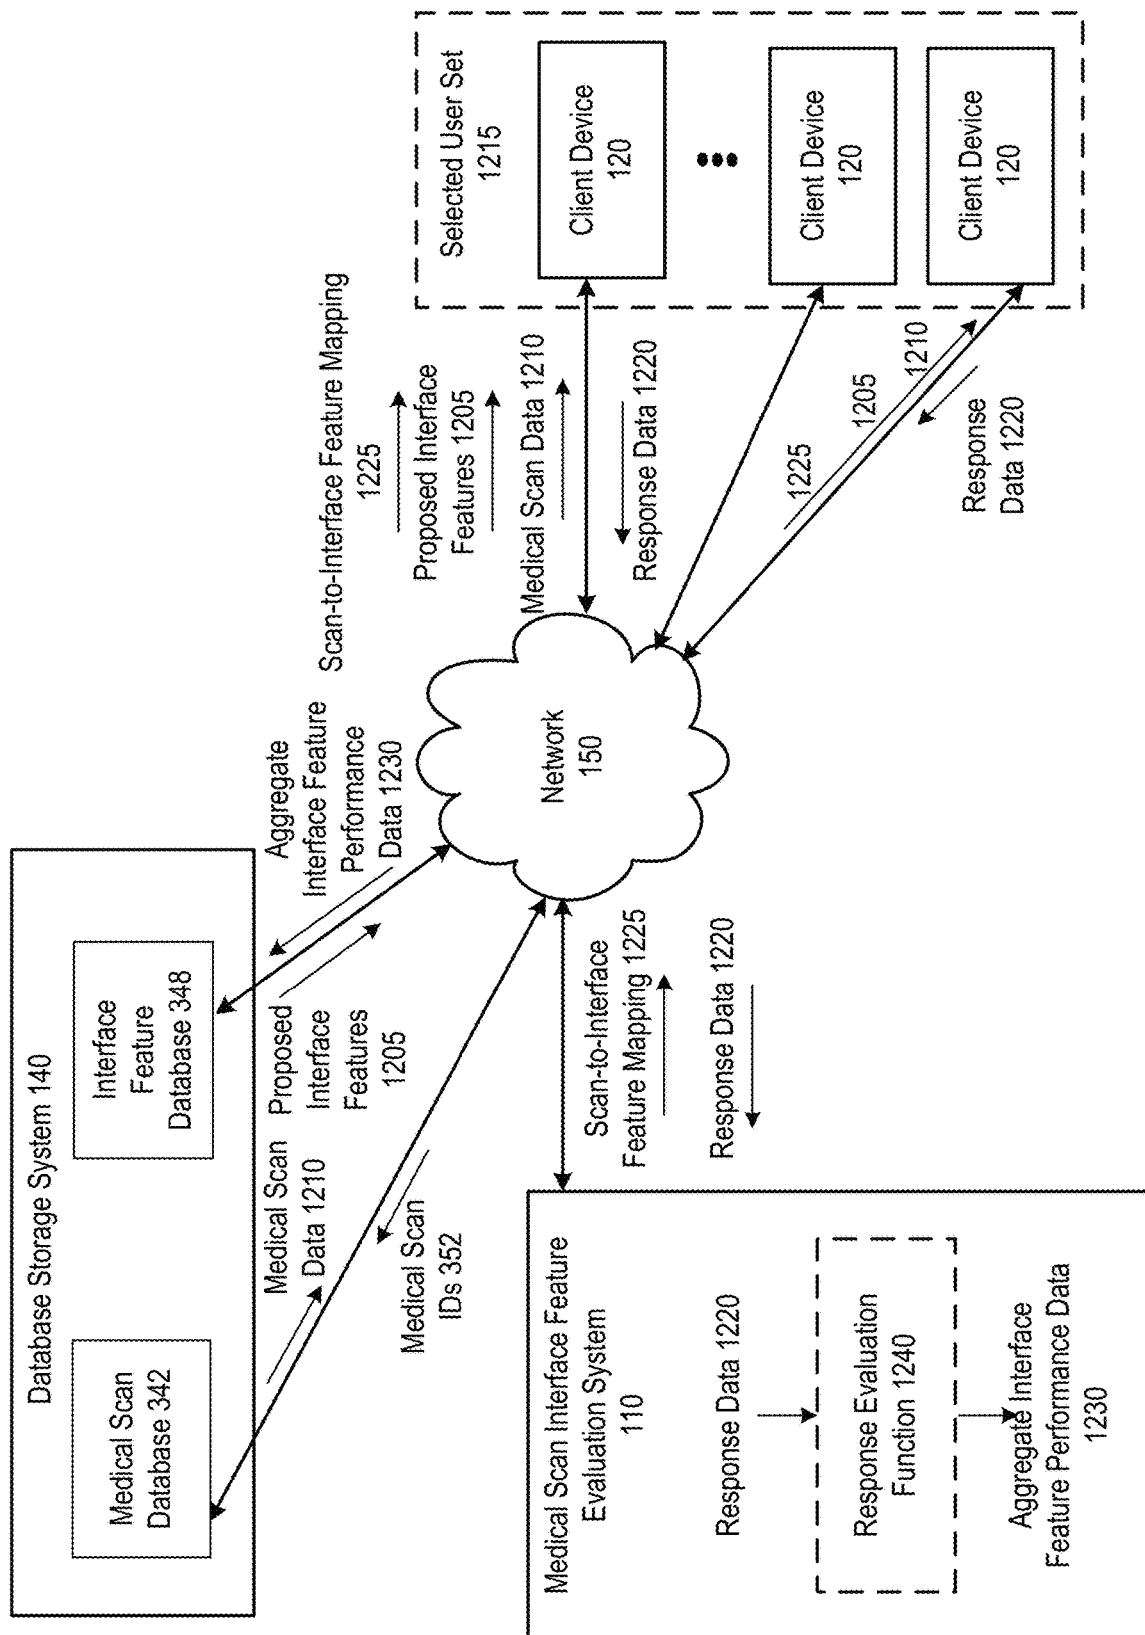 Database Storage System 140
Medical Scan
Database 342
Interface
Feature
Database 348
Medical Scan
Data 1210
Medical Scan
IDs 352
Proposed
Interface
Features
1205
Aggregate
Interface Feature
Performance
Data 1230
Network
150
Scan-to-Interface Feature Mapping
1225
Proposed Interface
Features 1205
Medical Scan Data 1210
Response Data 1220
1225
1205
1210
Response
Data 1220
Selected User Set
1215
Client Device
120
Client Device
120
Client Device
120
Scan-to-Interface
Feature Mapping 1225
Response Data 1220
Medical Scan Interface Feature
Evaluation System
110
Response Data 1220
Response Evaluation
Function 1240
Aggregate Interface
Feature Performance Data
1230